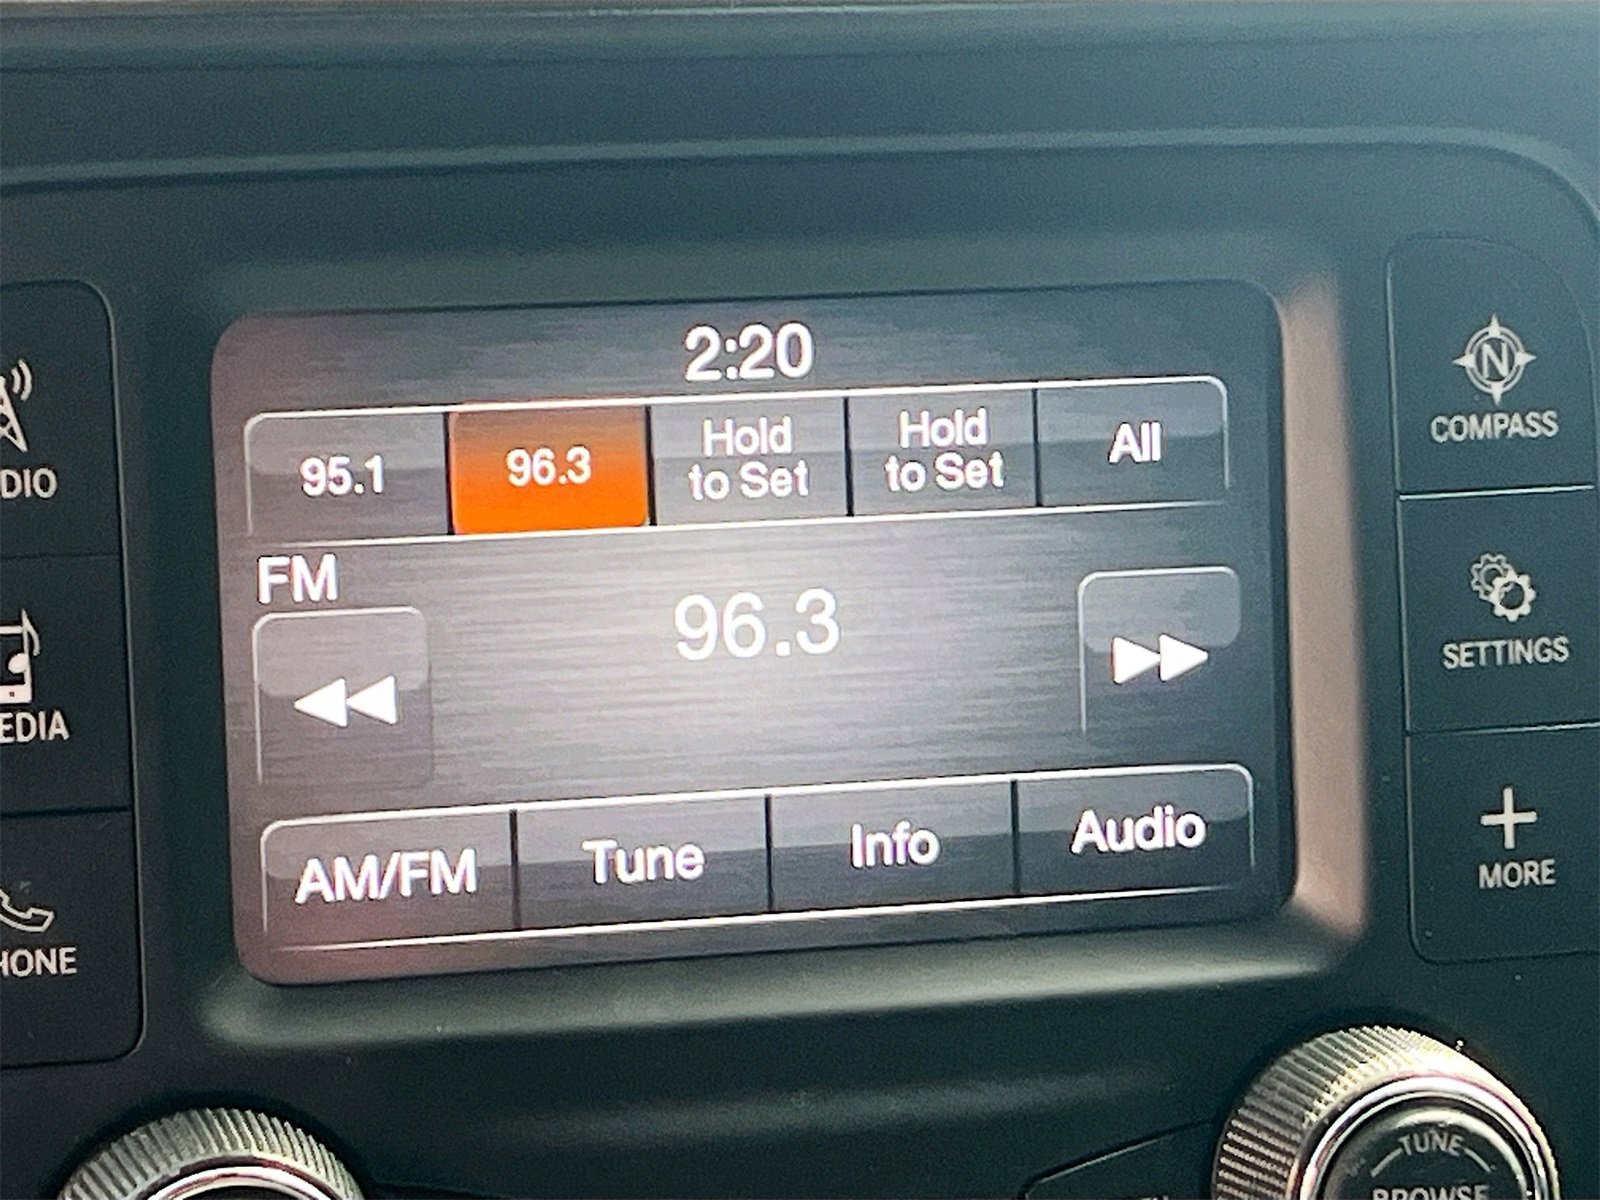 2:20
95.1
96.3
Hold
to Set
Hold
to Set
All
FM
96.3
AM/FM
Tune
Info
Audio
DIO
EDIA
HONE
N
COMPASS
SETTINGS
MORE
TUNE
BROWSE